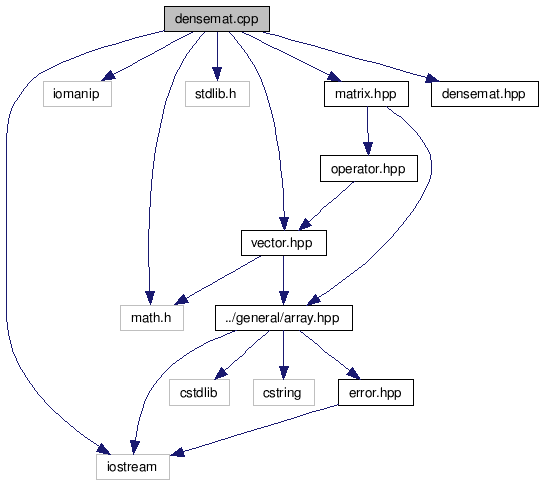 densemat.cpp
iomanip
stdlib.h
matrix.hpp
densemat.hpp
operator.hpp
vector.hpp
math.h
../general/array.hpp
cstdlib
cstring
error.hpp
iostream